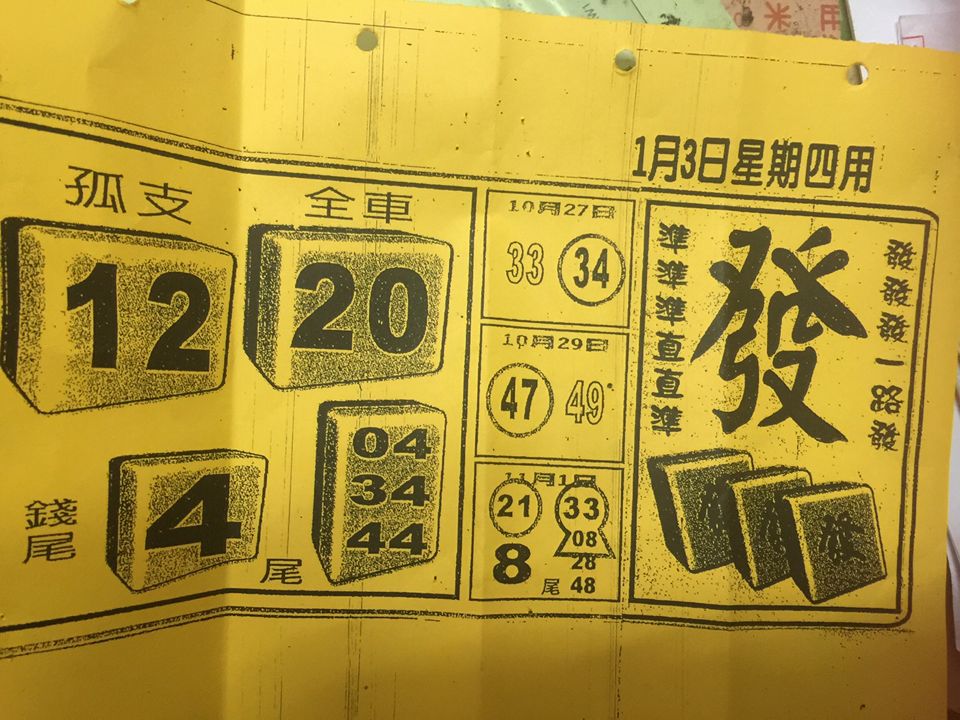 米 用
1月3日星期四用
孤支
12
全車
20
錢尾
4
尾
04
34
44
10月27日
33 34
10月29日
47 49
11月1日
21 33
8尾
08
28
48
準準準直直準
發
發發發一路發
發